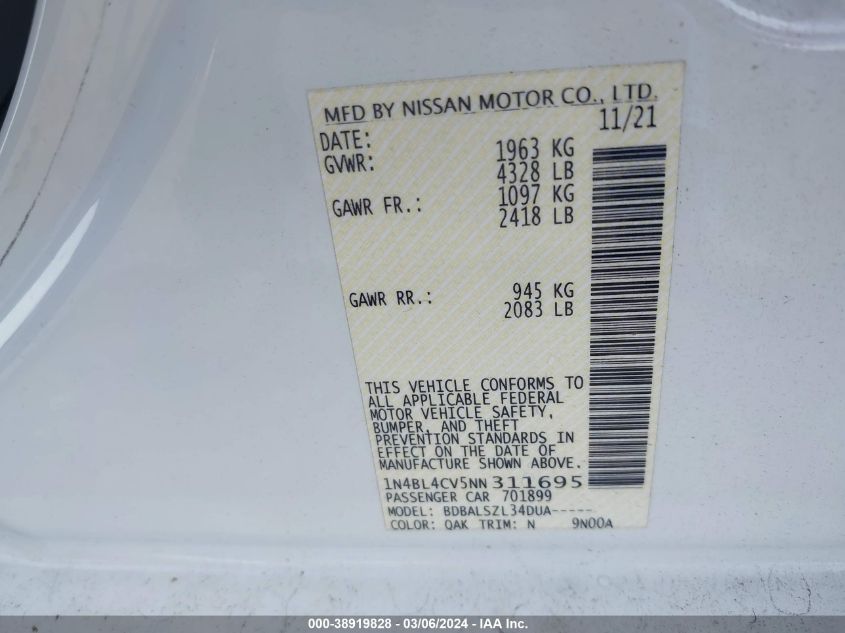 MFD BY NISSAN MOTOR CO., LTD.
DATE: 11/21
GVWR: 1963 KG
4328 LB
GAWR FR.: 1097 KG
2418 LB
GAWR RR.: 945 KG
2083 LB
THIS VEHICLE CONFORMS TO
ALL APPLICABLE FEDERAL
MOTOR VEHICLE SAFETY,
BUMPER, AND THEFT
PREVENTION STANDARDS IN
EFFECT ON THE DATE OF
MANUFACTURE SHOWN ABOVE.
1N4BL4CV5NN311695
PASSENGER CAR 701899
MODEL: BDBALSZL34DUA-----
COLOR: QAK TRIM: N 9N00A
000-38919828 - 03/06/2024 - IAA Inc.